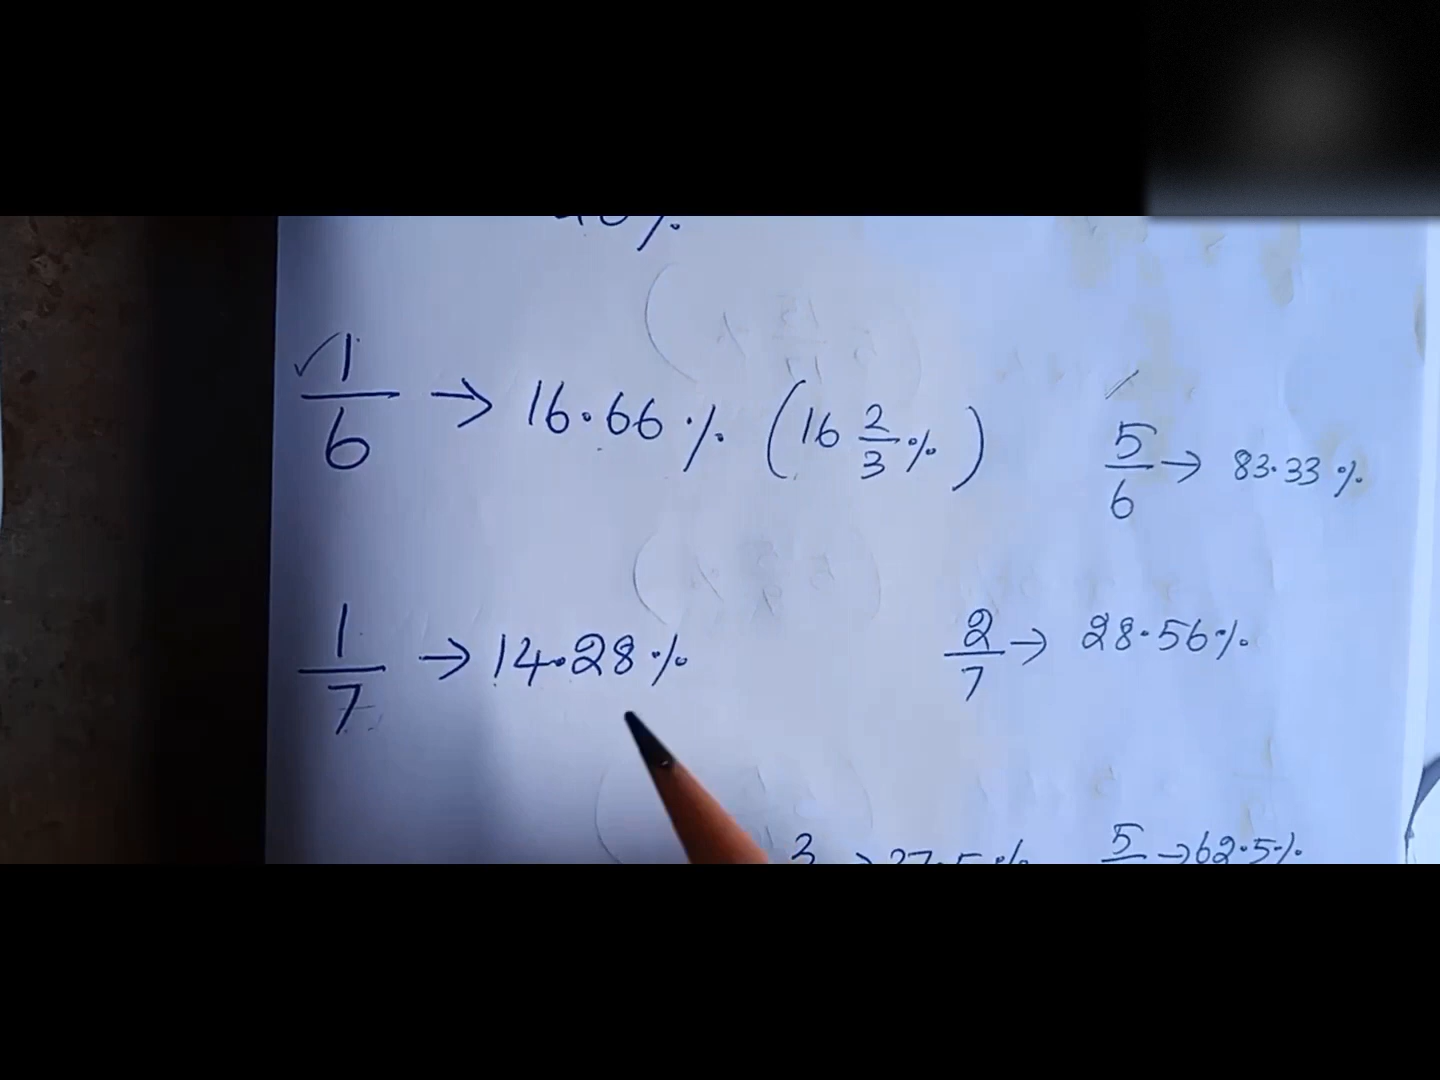 1/6 → 16.66% (16 2/3%) 5/6 → 83.33%
1/7 → 14.28% 2/7 → 28.56%
5 → 62.5%